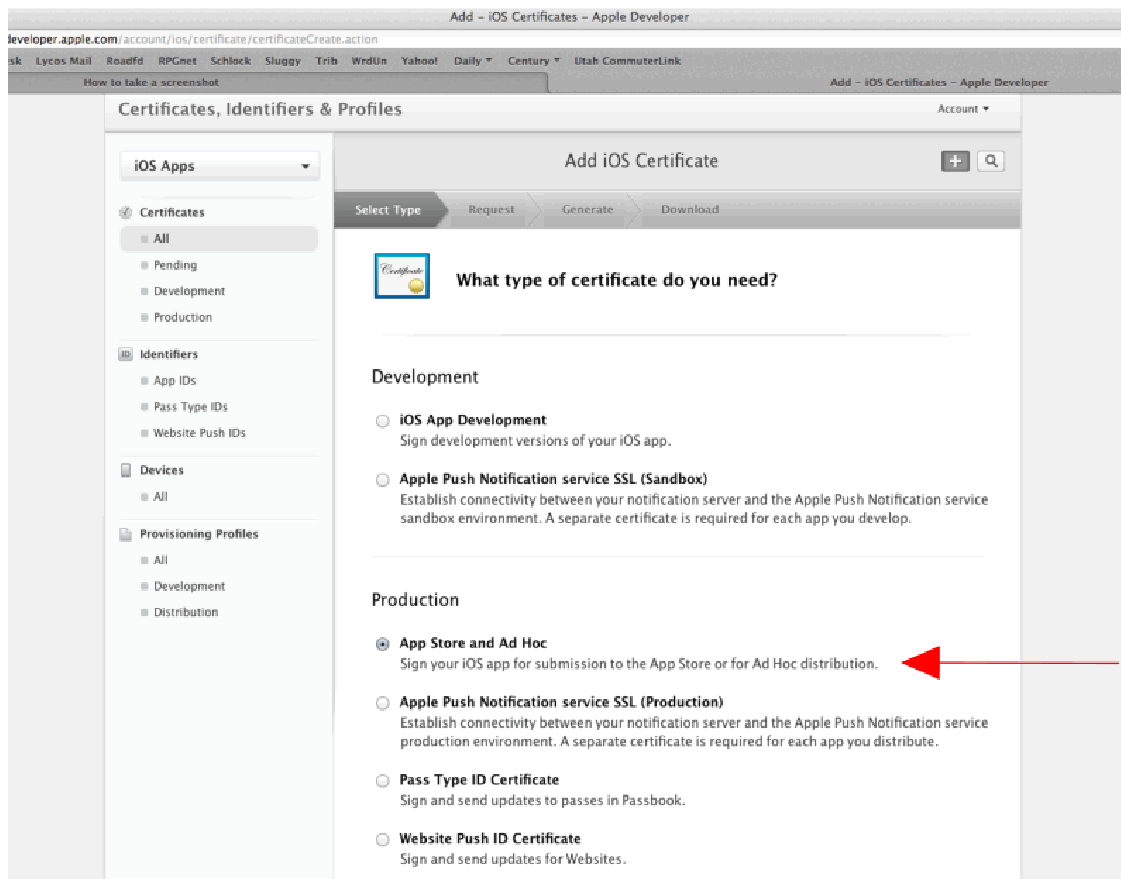 Add – iOS Certificates – Apple Developer
developer.apple.com/account/ios/certificate/certificateCreate.action
sk Lycos Mail Roadfd RPGnet Schlock Sluggy Trib WrdUn Yahoo! Daily Century Utah CommuterLink
How to take a screenshot Add – iOS Certificates – Apple Developer
Certificates, Identifiers & Profiles Account
iOS Apps
Add iOS Certificate
Select Type Request Generate Download
Certificates
All
Pending
Development
Production
ID Identifiers
App IDs
Pass Type IDs
Website Push IDs
Devices
All
Provisioning Profiles
All
Development
Distribution
Certificate
What type of certificate do you need?
Development
iOS App Development
Sign development versions of your iOS app.
Apple Push Notification service SSL (Sandbox)
Establish connectivity between your notification server and the Apple Push Notification service
sandbox environment. A separate certificate is required for each app you develop.
Production
App Store and Ad Hoc
Sign your iOS app for submission to the App Store or for Ad Hoc distribution.
Apple Push Notification service SSL (Production)
Establish connectivity between your notification server and the Apple Push Notification service
production environment. A separate certificate is required for each app you distribute.
Pass Type ID Certificate
Sign and send updates to passes in Passbook.
Website Push ID Certificate
Sign and send updates for Websites.